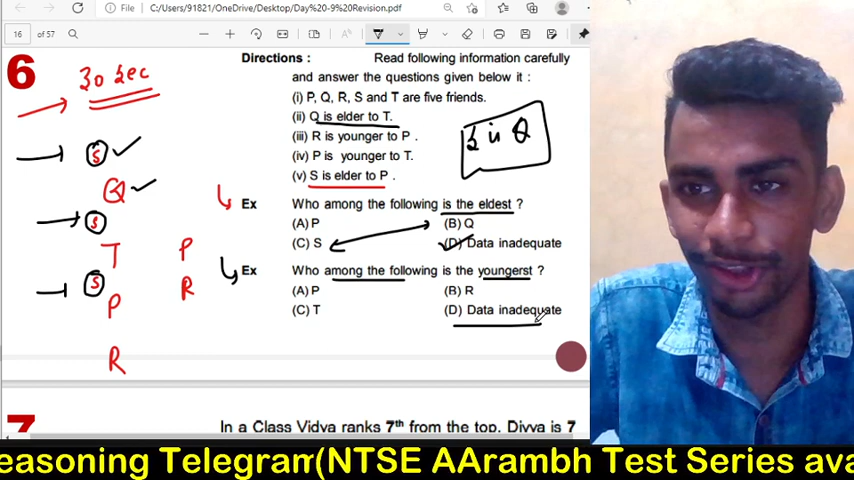 C:/Users/91821/OneDrive/Desktop/Day%20-9%20Revision.pdf
16 of 57
6
30 Sec
Directions : Read following information carefully
and answer the questions given below it :
(i) P, Q, R, S and T are five friends.
(ii) Q is elder to T.
(iii) R is younger to P .
(iv) P is younger to T.
(v) S is elder to P .
S is Q
S
Q
S
T P
S R
P
R
Ex Who among the following is the eldest ?
(A) P (B) Q
(C) S (D) Data inadequate
Ex Who among the following is the youngerst ?
(A) P (B) R
(C) T (D) Data inadequate
7
In a Class Vidya ranks 7th from the top. Divya is 7
easoning Telegram(NTSE AArambh Test Series ava